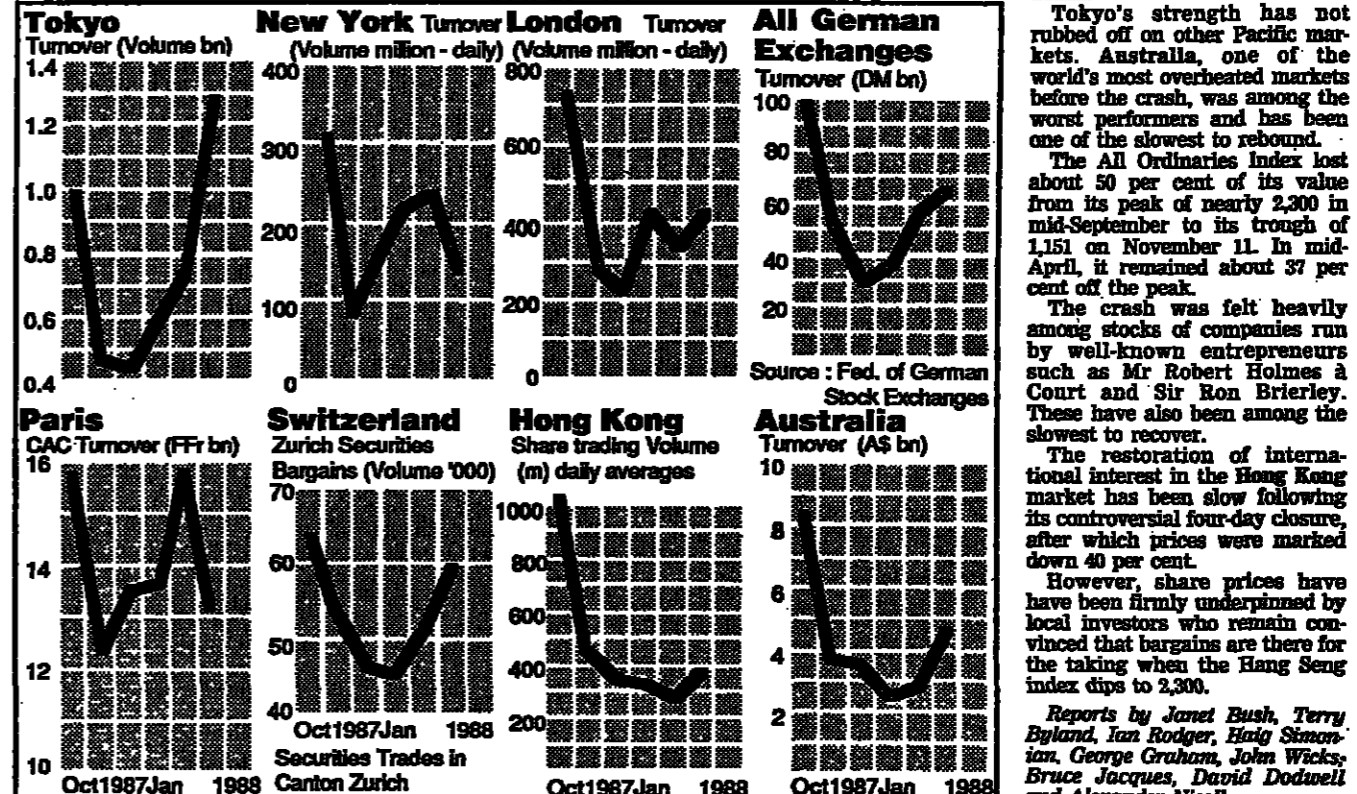 Tokyo
Turnover (Volume bn)
1.4
1.2
1.0
0.8
0.6
0.4
New York Turnover
(Volume million - daily)
400
300
200
100
0
London Turnover
(Volume million - daily)
800
600
400
200
0
All German
Exchanges
Turnover (DM bn)
100
80
60
40
20
Source : Fed. of German
Stock Exchanges
Paris
CAC Turnover (FFr bn)
16
14
12
10
Oct1987Jan 1988
Switzerland
Zurich Securities
Bargains (Volume '000)
70
60
50
40
Oct1987Jan 1988
Securities Trades in
Canton Zurich
Hong Kong
Share trading Volume
(m) daily averages
1000
800
600
400
200
Oct1987Jan 1988
Australia
Turnover (A$ bn)
10
8
6
4
2
Oct1987Jan 1988
Tokyo's strength has not
rubbed off on other Pacific mar-
kets. Australia, one of the
world's most overheated markets
before the crash, was among the
worst performers and has been
one of the slowest to rebound.
The All Ordinaries Index lost
about 50 per cent of its value
from its peak of nearly 2,300 in
mid-September to its trough of
1,151 on November 11. In mid-
April, it remained about 37 per
cent off the peak.
The crash was felt heavily
among stocks of companies run
by well-known entrepreneurs
such as Mr Robert Holmes à
Court and Sir Ron Brierley.
These have also been among the
slowest to recover.
The restoration of interna-
tional interest in the Hong Kong
market has been slow following
its controversial four-day closure,
after which prices were marked
down 40 per cent.
However, share prices have
have been firmly underpinned by
local investors who remain con-
vinced that bargains are there for
the taking when the Hang Seng
index dips to 2,300.
Reports by Janet Bush, Terry
Byland, Ian Rodger, Haig Simon-
ian, George Graham, John Wicks,
Bruce Jacques, David Dodwell